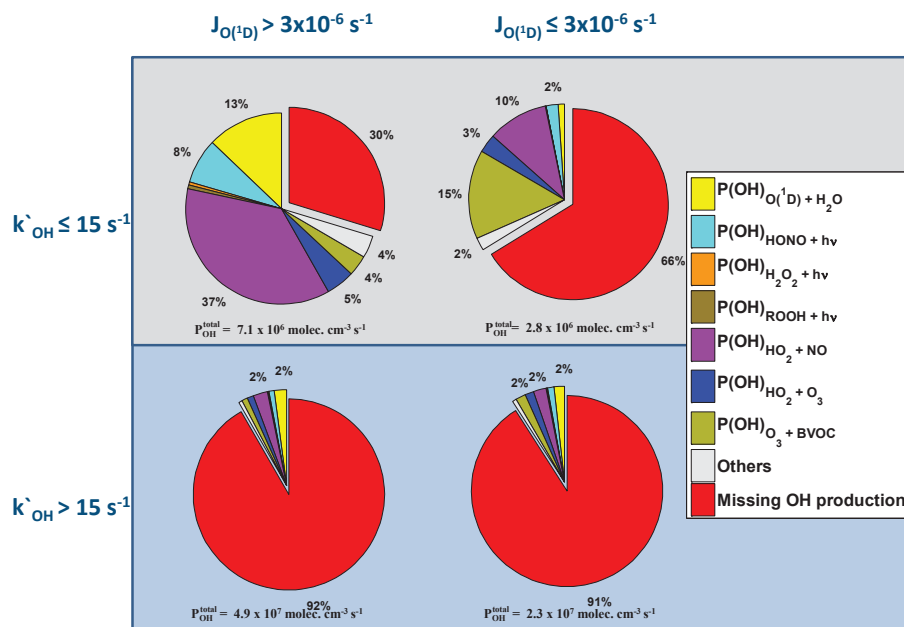 J_O(¹D) > 3x10⁻⁶ s⁻¹
J_O(¹D) ≤ 3x10⁻⁶ s⁻¹
k`_OH ≤ 15 s⁻¹
13%
30%
8%
4%
4%
5%
37%
P_OH^total = 7.1 x 10⁶ molec. cm⁻³ s⁻¹
2%
10%
3%
15%
2%
66%
P_OH^total = 2.8 x 10⁶ molec. cm⁻³ s⁻¹
k`_OH > 15 s⁻¹
2%
2%
92%
P_OH^total = 4.9 x 10⁷ molec. cm⁻³ s⁻¹
2%
2%
2%
91%
P_OH^total = 2.3 x 10⁷ molec. cm⁻³ s⁻¹
P(OH)_O(¹D) + H₂O
P(OH)_HONO + hν
P(OH)_H₂O₂ + hν
P(OH)_ROOH + hν
P(OH)_HO₂ + NO
P(OH)_HO₂ + O₃
P(OH)_O₃ + BVOC
Others
Missing OH production